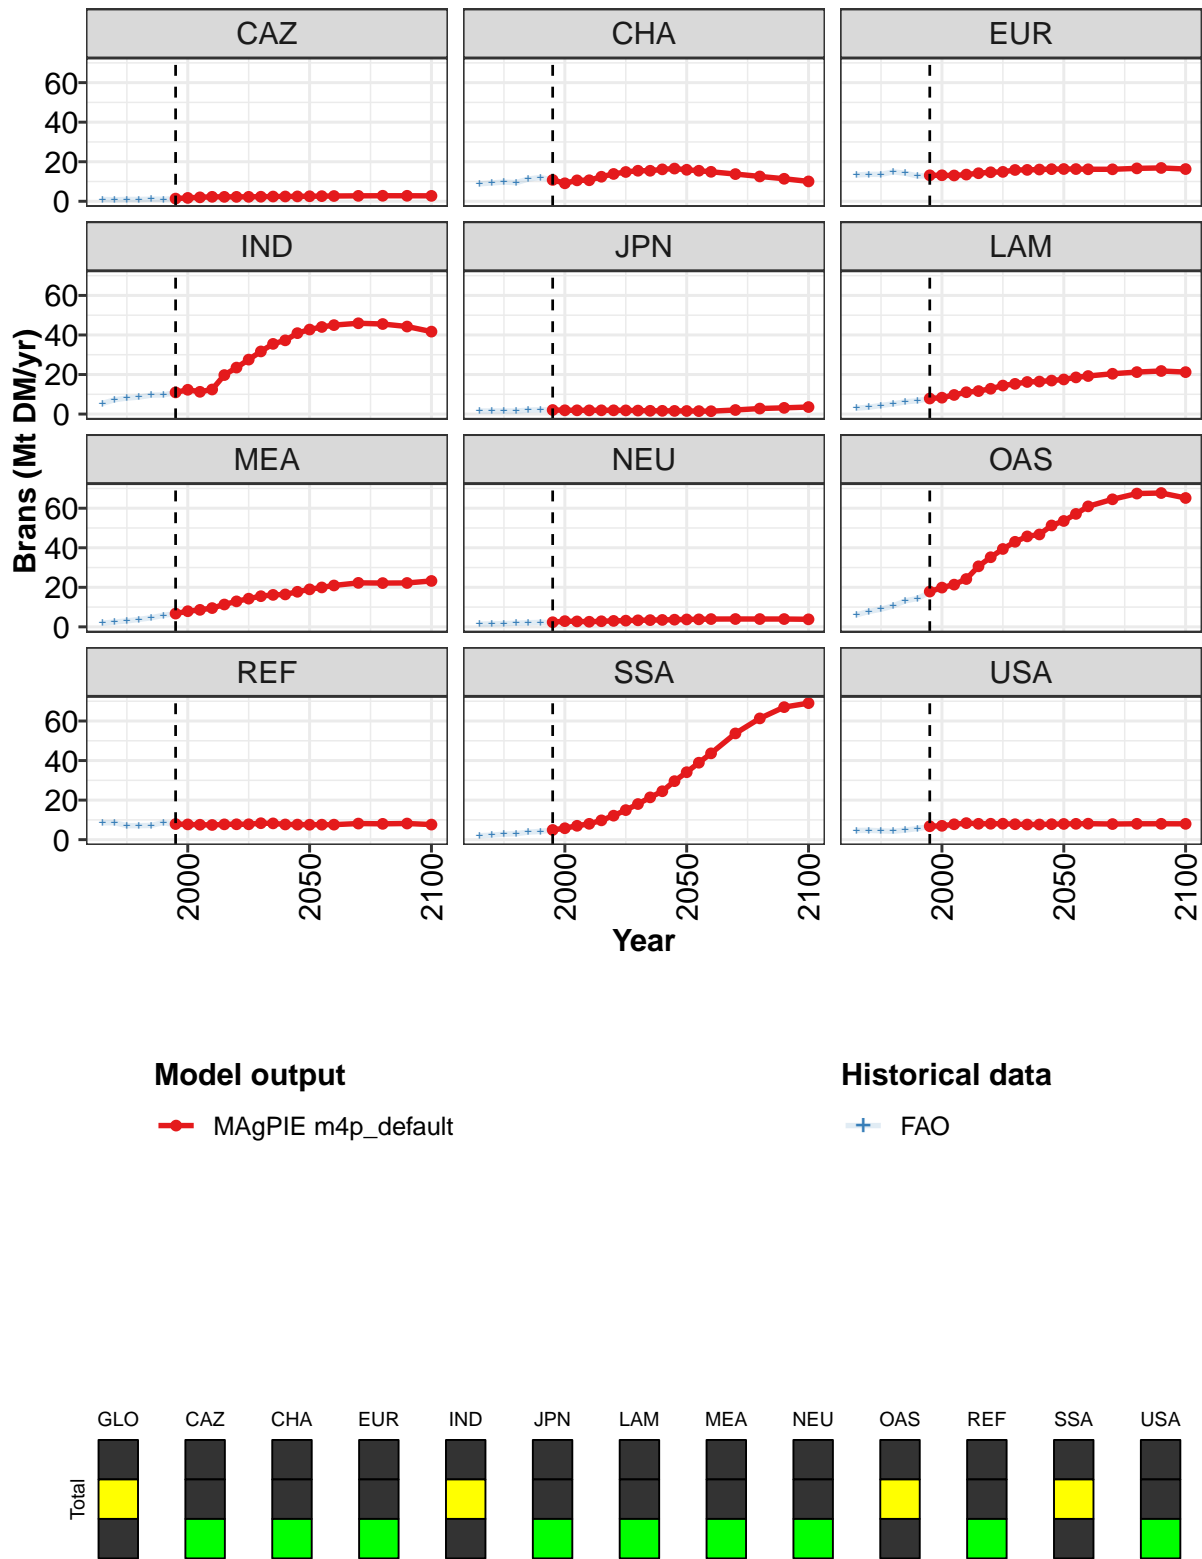 CAZ CHA EUR
60
40
20
0
IND JPN LAM
60
40
20
0
MEA NEU OAS
60
40
20
0
REF SSA USA
60
40
20
0
Brans (Mt DM/yr)
2000 2050 2100 2000 2050 2100 2000 2050 2100
Year
Model output Historical data
MAgPIE m4p_default FAO
GLO CAZ CHA EUR IND JPN LAM MEA NEU OAS REF SSA USA
Total